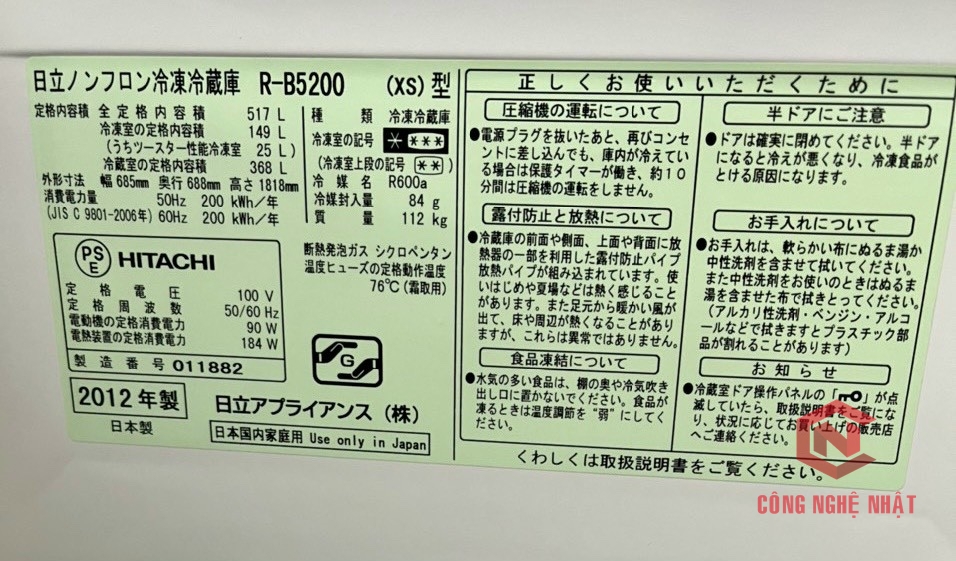 日立ノンフロン冷凍冷蔵庫 R-B5200 (XS) 型
定格内容積 全定格内容積 517 L
冷凍室の定格内容積 149 L
(うちツースター性能冷凍室 25 L)
冷蔵室の定格内容積 368 L
外形寸法 幅 685mm 奥行 688mm 高さ 1818mm
消費電力量 50Hz 200 kWh/年
(JIS C 9801-2006年) 60Hz 200 kWh/年
種類 冷凍冷蔵庫
冷凍室の記号 * ***
(冷凍室上段の記号 **)
冷媒名 R600a
冷媒封入量 84 g
質量 112 kg
PS
E
HITACHI
定格電圧 100 V
定格周波数 50/60 Hz
電動機の定格消費電力 90 W
電熱装置の定格消費電力 184 W
製造番号 011882
断熱発泡ガス シクロペンタン
温度ヒューズの定格動作温度
76℃ (霜取用)
G
2012 年製
日本製
日立アプライアンス (株)
日本国内家庭用 Use only in Japan
正しくお使いいただくために
圧縮機の運転について
●電源プラグを抜いたあと、再びコンセ
ントに差し込んでも、庫内が冷えてい
る場合は保護タイマーが働き、約10
分間は圧縮機の運転をしません。
露付防止と放熱について
●冷蔵庫の前面や側面、上面や背面に放
熱器の一部を利用した露付防止パイプ
放熱パイプが組み込まれています。使
いはじめや夏場などは熱く感じること
があります。また足元から暖かい風が
出て、床や周辺が熱くなることがあり
ますが、これらは異常ではありません。
食品凍結について
●水気の多い食品は、棚の奥や冷気吹き
出し口に置かないでください。食品が
凍るときは温度調節を“弱”にしてく
ださい。
半ドアにご注意
●ドアは確実に閉めてください。半ドア
になると冷えが悪くなり、冷凍食品が
とける原因になります。
お手入れについて
●お手入れは、軟らかい布にぬるま湯か
中性洗剤を含ませて拭いてください。
また中性洗剤をお使いのときはぬるま
湯を含ませた布で拭きとってください。
(アルカリ性洗剤・ベンジン・アルコ
ールなどで拭きますとプラスチック部
品が割れることがあります)
お知らせ
●冷蔵室ドア操作パネルの「」が点
滅していたら、取扱説明書をご覧にな
り、状況に応じてお買い上げの販売店
へご連絡ください。
くわしくは取扱説明書をご覧ください。
CÔNG NGHỆ NHẬT